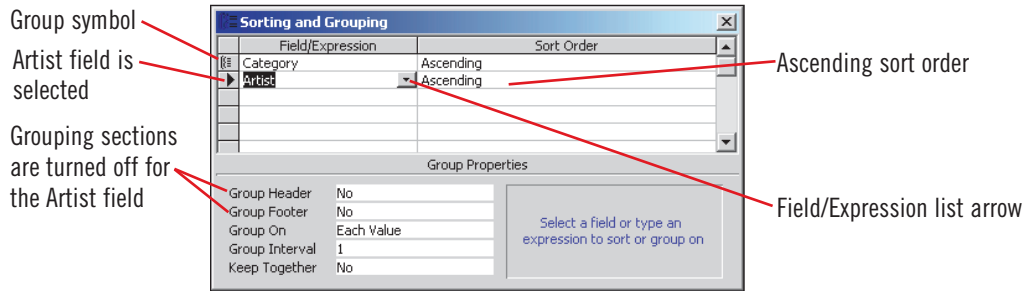 Group symbol
Artist field is
selected
Grouping sections
are turned off for
the Artist field
Sorting and Grouping
Field/Expression Sort Order
Category Ascending
Artist Ascending
Group Properties
Group Header No
Group Footer No
Group On Each Value
Group Interval 1
Keep Together No
Select a field or type an
expression to sort or group on
Ascending sort order
Field/Expression list arrow